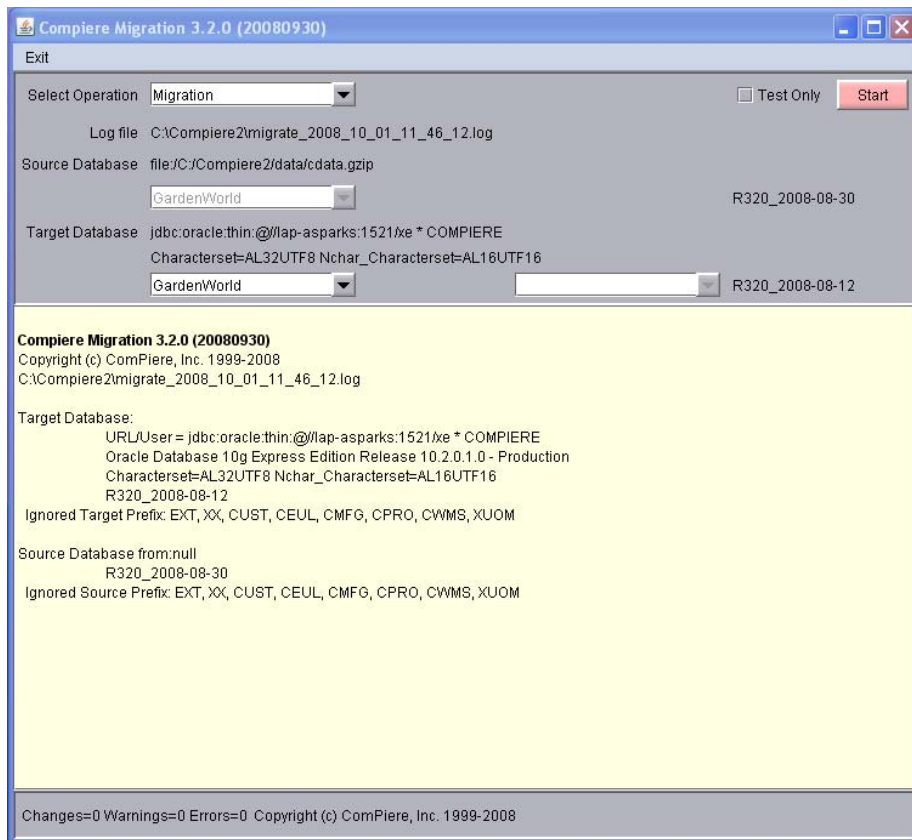 Compiere Migration 3.2.0 (20080930)
Exit
Select Operation Migration Test Only Start
Log file C:\Compiere2\migrate_2008_10_01_11_46_12.log
Source Database file:/C:/Compiere2/data/cdata.gzip
GardenWorld R320_2008-08-30
Target Database jdbc:oracle:thin:@//lap-asparks:1521/xe * COMPIERE
Characterset=AL32UTF8 Nchar_Characterset=AL16UTF16
GardenWorld R320_2008-08-12
Compiere Migration 3.2.0 (20080930)
Copyright (c) ComPiere, Inc. 1999-2008
C:\Compiere2\migrate_2008_10_01_11_46_12.log
Target Database:
URL/User = jdbc:oracle:thin:@//lap-asparks:1521/xe * COMPIERE
Oracle Database 10g Express Edition Release 10.2.0.1.0 - Production
Characterset=AL32UTF8 Nchar_Characterset=AL16UTF16
R320_2008-08-12
Ignored Target Prefix: EXT, XX, CUST, CEUL, CMFG, CPRO, CWMS, XUOM
Source Database from:null
R320_2008-08-30
Ignored Source Prefix: EXT, XX, CUST, CEUL, CMFG, CPRO, CWMS, XUOM
Changes=0 Warnings=0 Errors=0 Copyright (c) ComPiere, Inc. 1999-2008